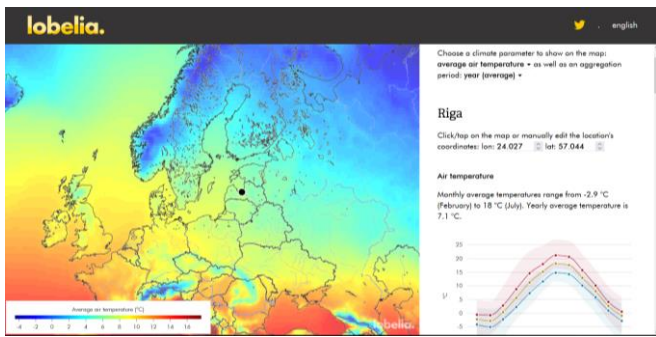 lobelia.
english
Choose a climate parameter to show on the map:
average air temperature as well as an aggregation
period: year (average)
Riga
Click/tap on the map or manually edit the location's
coordinates: lon: 24.027 lat: 57.044
Air temperature
Monthly average temperatures range from -2.9 °C
(February) to 18 °C (July). Yearly average temperature is
7.1 °C.
25
20
15
10
5
0
-5
°C
Average air temperature [°C]
-4 -2 0 2 4 6 8 10 12 14 16
lobelia.